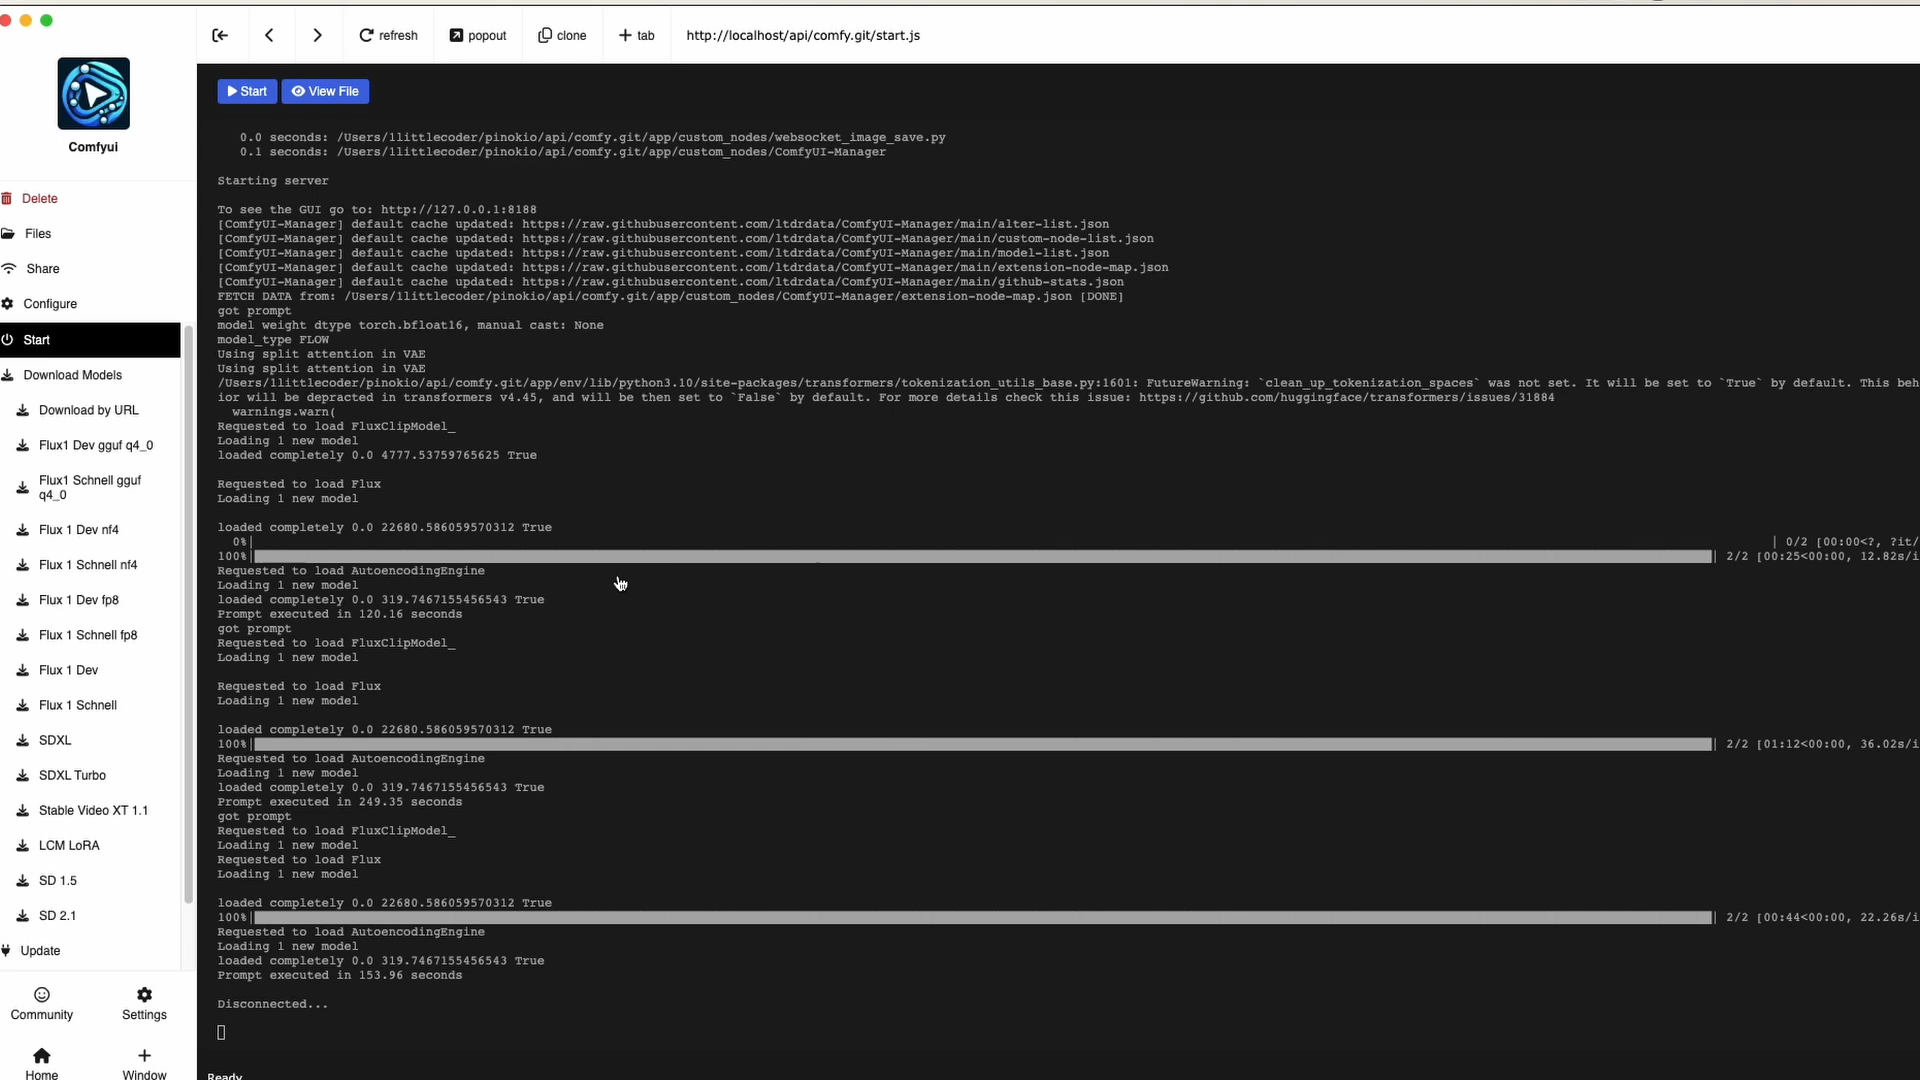 refresh
popout
clone
tab
http://localhost/api/comfy.git/start.js
Comfyui
Delete
Files
Share
Configure
Start
Download Models
Download by URL
Flux1 Dev gguf q4_0
Flux1 Schnell gguf
q4_0
Flux 1 Dev nf4
Flux 1 Schnell nf4
Flux 1 Dev fp8
Flux 1 Schnell fp8
Flux 1 Dev
Flux 1 Schnell
SDXL
SDXL Turbo
Stable Video XT 1.1
LCM LoRA
SD 1.5
SD 2.1
Update
Community
Settings
Home
Window
Start
View File
0.0 seconds: /Users/1littlecoder/pinokio/api/comfy.git/app/custom_nodes/websocket_image_save.py
0.1 seconds: /Users/1littlecoder/pinokio/api/comfy.git/app/custom_nodes/ComfyUI-Manager
Starting server
To see the GUI go to: http://127.0.0.1:8188
[ComfyUI-Manager] default cache updated: https://raw.githubusercontent.com/ltdrdata/ComfyUI-Manager/main/alter-list.json
[ComfyUI-Manager] default cache updated: https://raw.githubusercontent.com/ltdrdata/ComfyUI-Manager/main/custom-node-list.json
[ComfyUI-Manager] default cache updated: https://raw.githubusercontent.com/ltdrdata/ComfyUI-Manager/main/model-list.json
[ComfyUI-Manager] default cache updated: https://raw.githubusercontent.com/ltdrdata/ComfyUI-Manager/main/extension-node-map.json
[ComfyUI-Manager] default cache updated: https://raw.githubusercontent.com/ltdrdata/ComfyUI-Manager/main/github-stats.json
FETCH DATA from: /Users/1littlecoder/pinokio/api/comfy.git/app/custom_nodes/ComfyUI-Manager/extension-node-map.json [DONE]
got prompt
model weight dtype torch.bfloat16, manual cast: None
model_type FLOW
Using split attention in VAE
Using split attention in VAE
/Users/1littlecoder/pinokio/api/comfy.git/app/env/lib/python3.10/site-packages/transformers/tokenization_utils_base.py:1601: FutureWarning: `clean_up_tokenization_spaces` was not set. It will be set to `True` by default. This beh
ior will be depracted in transformers v4.45, and will be then set to `False` by default. For more details check this issue: https://github.com/huggingface/transformers/issues/31884
warnings.warn(
Requested to load FluxClipModel_
Loading 1 new model
loaded completely 0.0 4777.53759765625 True
Requested to load Flux
Loading 1 new model
loaded completely 0.0 22680.586059570312 True
0%| | 0/2 [00:00<?, ?it/
100%| | 2/2 [00:25<00:00, 12.82s/i
Requested to load AutoencodingEngine
Loading 1 new model
loaded completely 0.0 319.7467155456543 True
Prompt executed in 120.16 seconds
got prompt
Requested to load FluxClipModel_
Loading 1 new model
Requested to load Flux
Loading 1 new model
loaded completely 0.0 22680.586059570312 True
100%| | 2/2 [01:12<00:00, 36.02s/i
Requested to load AutoencodingEngine
Loading 1 new model
loaded completely 0.0 319.7467155456543 True
Prompt executed in 249.35 seconds
got prompt
Requested to load FluxClipModel_
Loading 1 new model
Requested to load Flux
Loading 1 new model
loaded completely 0.0 22680.586059570312 True
100%| | 2/2 [00:44<00:00, 22.26s/i
Requested to load AutoencodingEngine
Loading 1 new model
loaded completely 0.0 319.7467155456543 True
Prompt executed in 153.96 seconds
Disconnected...
Ready